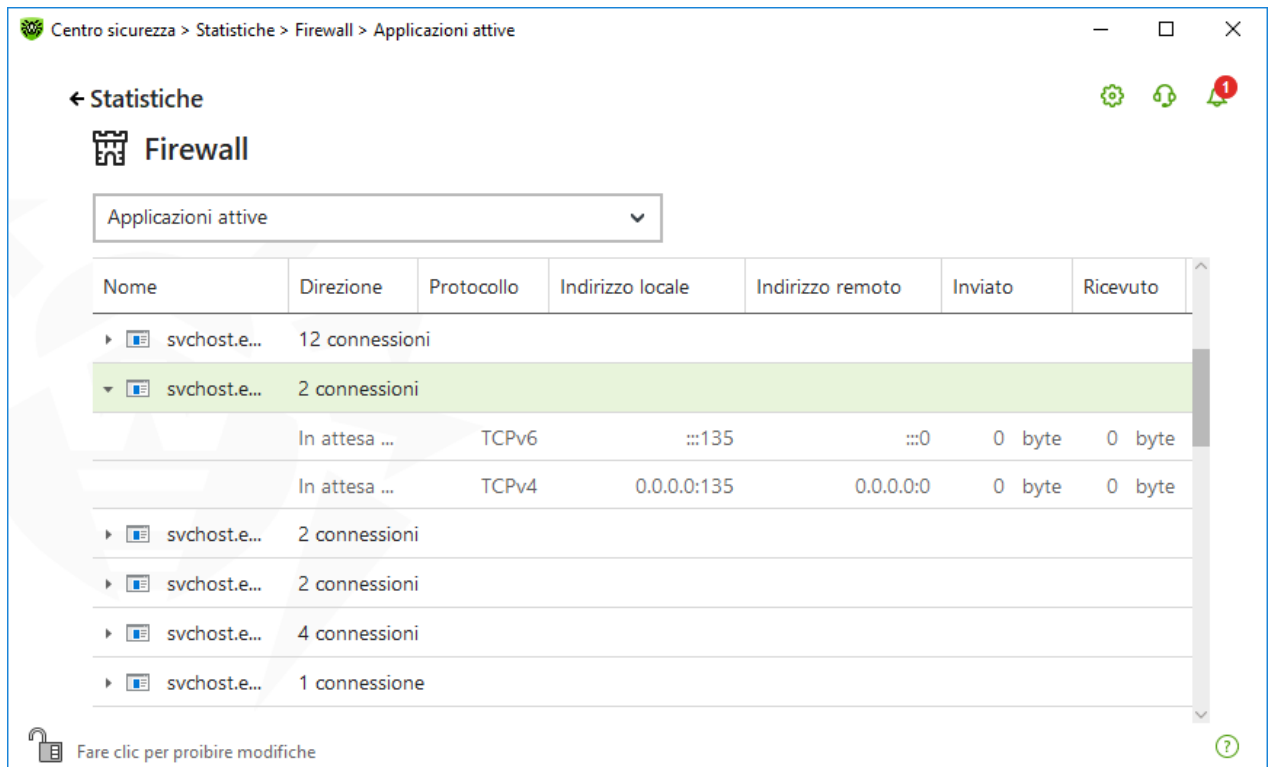 Centro sicurezza > Statistiche > Firewall > Applicazioni attive
Statistiche
1
Firewall
Applicazioni attive
Nome Direzione Protocollo Indirizzo locale Indirizzo remoto Inviato Ricevuto
svchost.e... 12 connessioni
svchost.e... 2 connessioni
In attesa ... TCPv6 :::135 :::0 0 byte 0 byte
In attesa ... TCPv4 0.0.0.0:135 0.0.0.0:0 0 byte 0 byte
svchost.e... 2 connessioni
svchost.e... 2 connessioni
svchost.e... 4 connessioni
svchost.e... 1 connessione
Fare clic per proibire modifiche
?